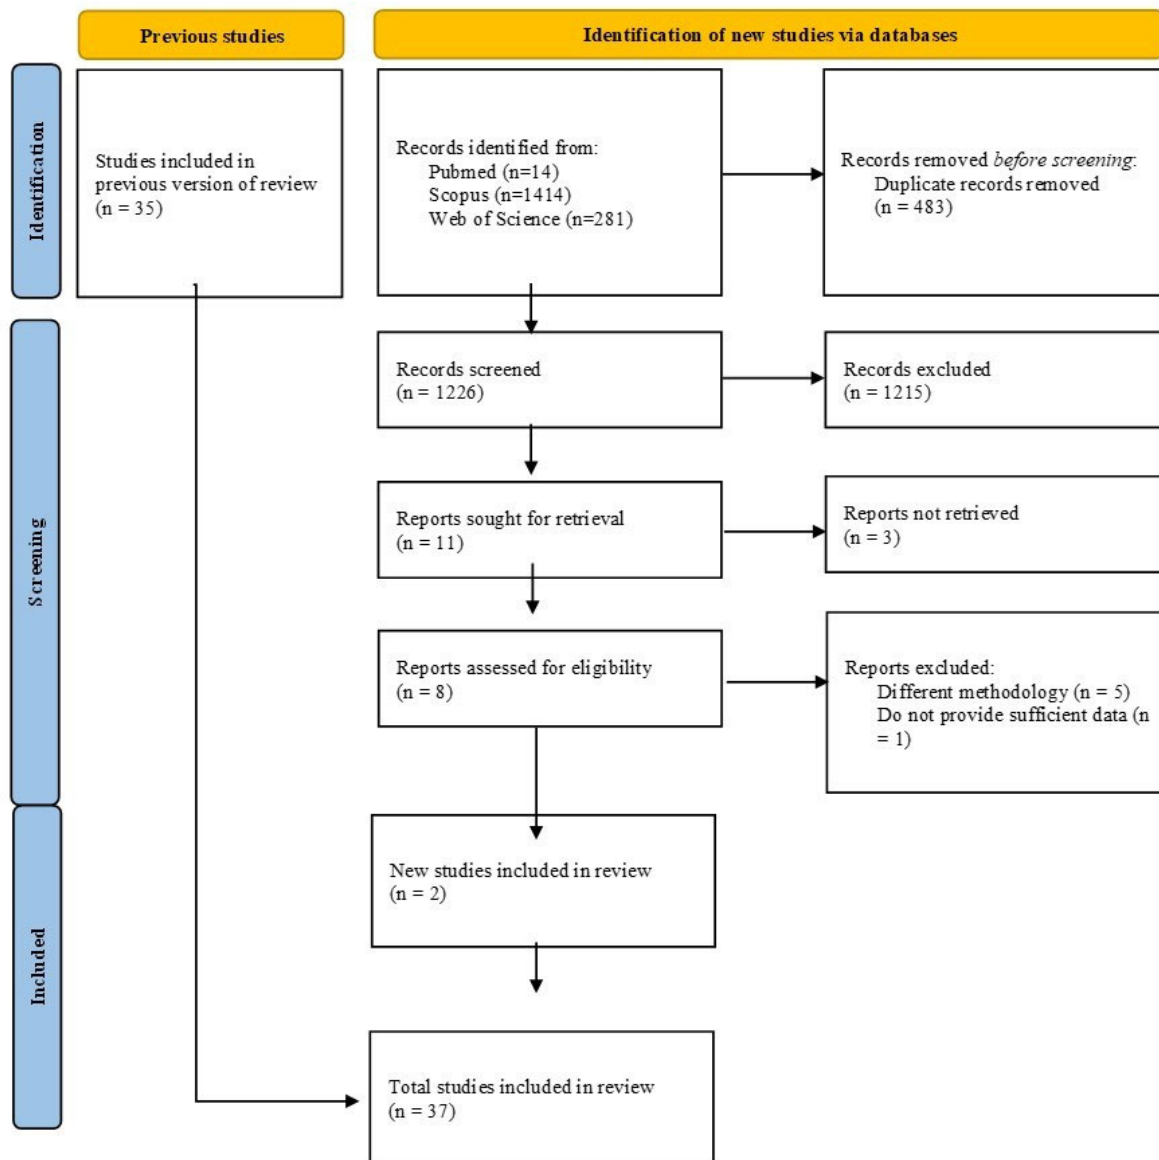 Previous studies
Identification of new studies via databases
Identification
Studies included in
previous version of review
(n = 35)
Records identified from:
Pubmed (n=14)
Scopus (n=1414)
Web of Science (n=281)
Records removed before screening:
Duplicate records removed
(n = 483)
Screening
Records screened
(n = 1226)
Records excluded
(n = 1215)
Reports sought for retrieval
(n = 11)
Reports not retrieved
(n = 3)
Reports assessed for eligibility
(n = 8)
Reports excluded:
Different methodology (n = 5)
Do not provide sufficient data (n
= 1)
Included
New studies included in review
(n = 2)
Total studies included in review
(n = 37)